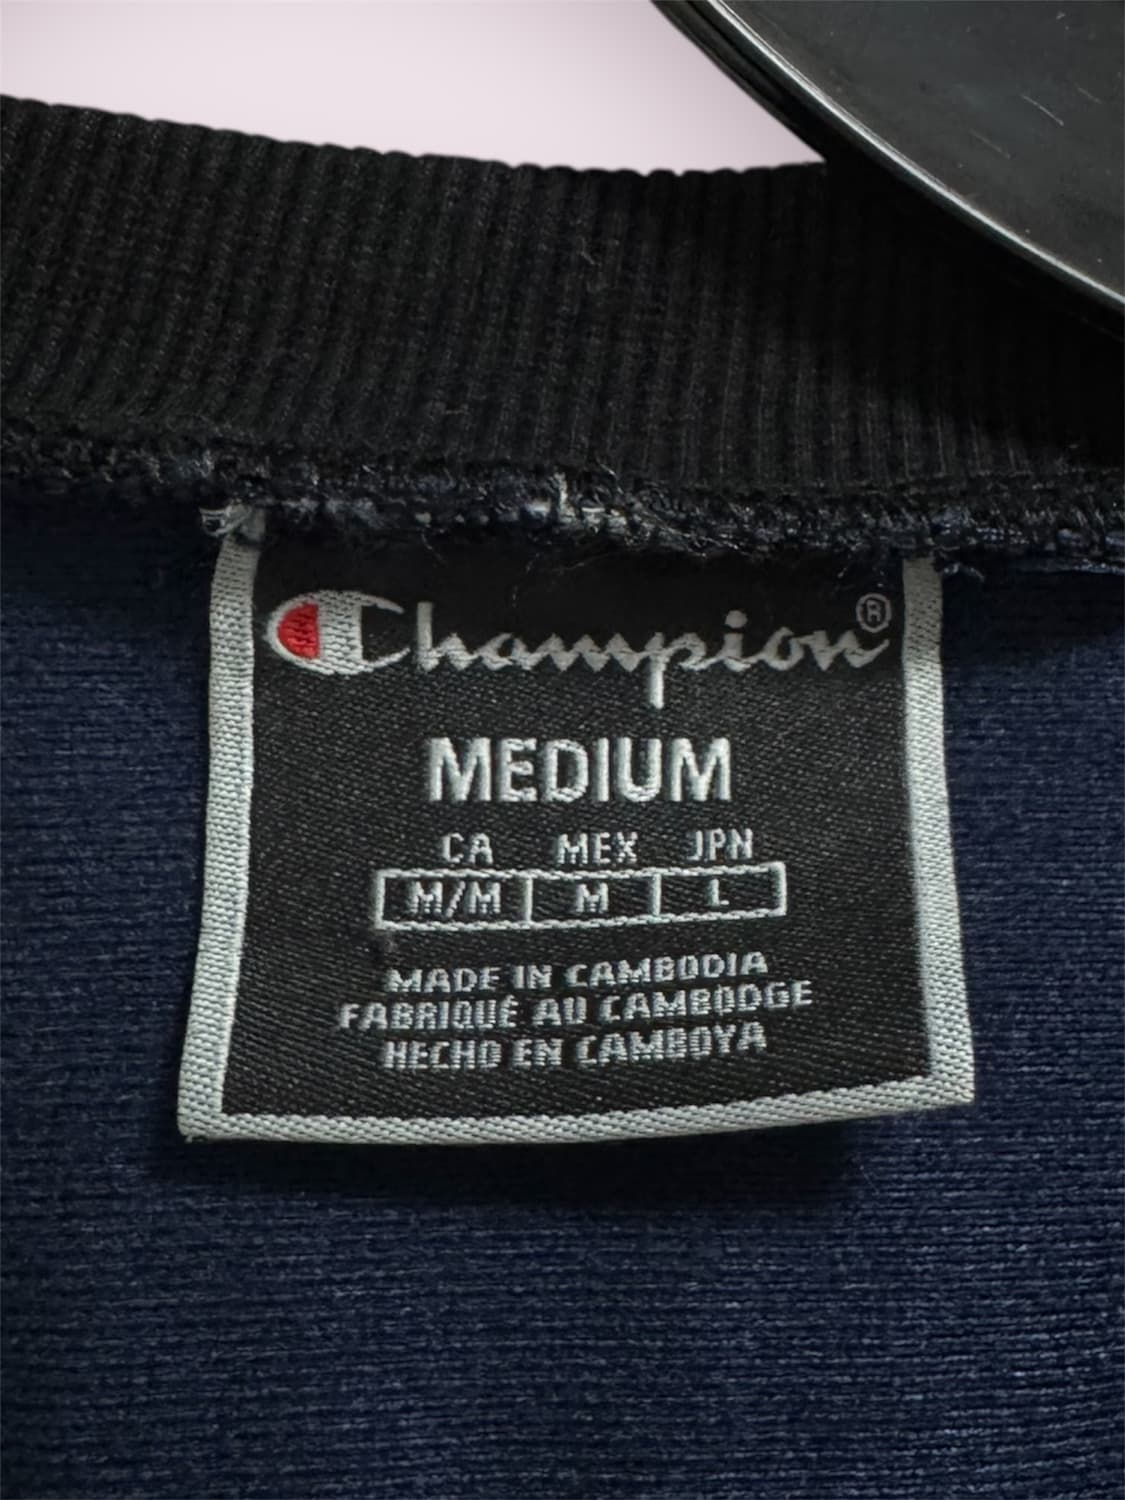 Champion®
MEDIUM
CA MEX JPN
M/M M L
MADE IN CAMBODIA
FABRIQUÉ AU CAMBODGE
HECHO EN CAMBOYA